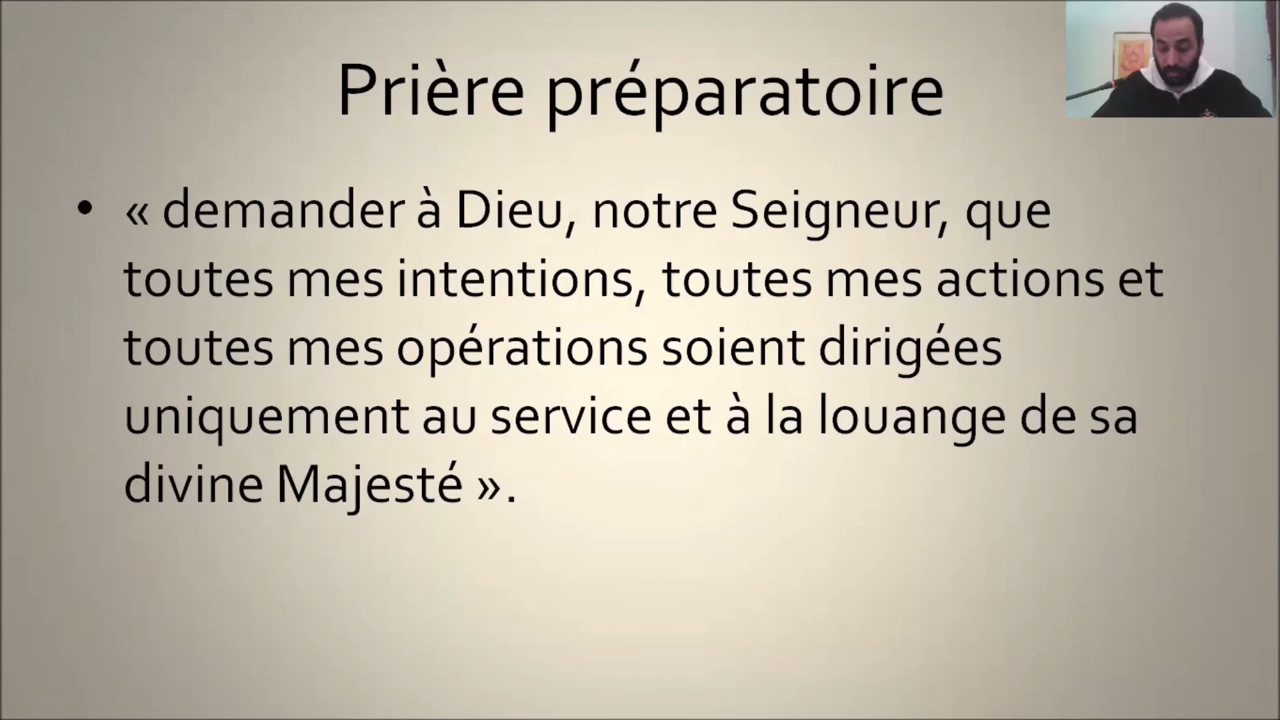 Prière préparatoire
• « demander à Dieu, notre Seigneur, que
toutes mes intentions, toutes mes actions et
toutes mes opérations soient dirigées
uniquement au service et à la louange de sa
divine Majesté ».